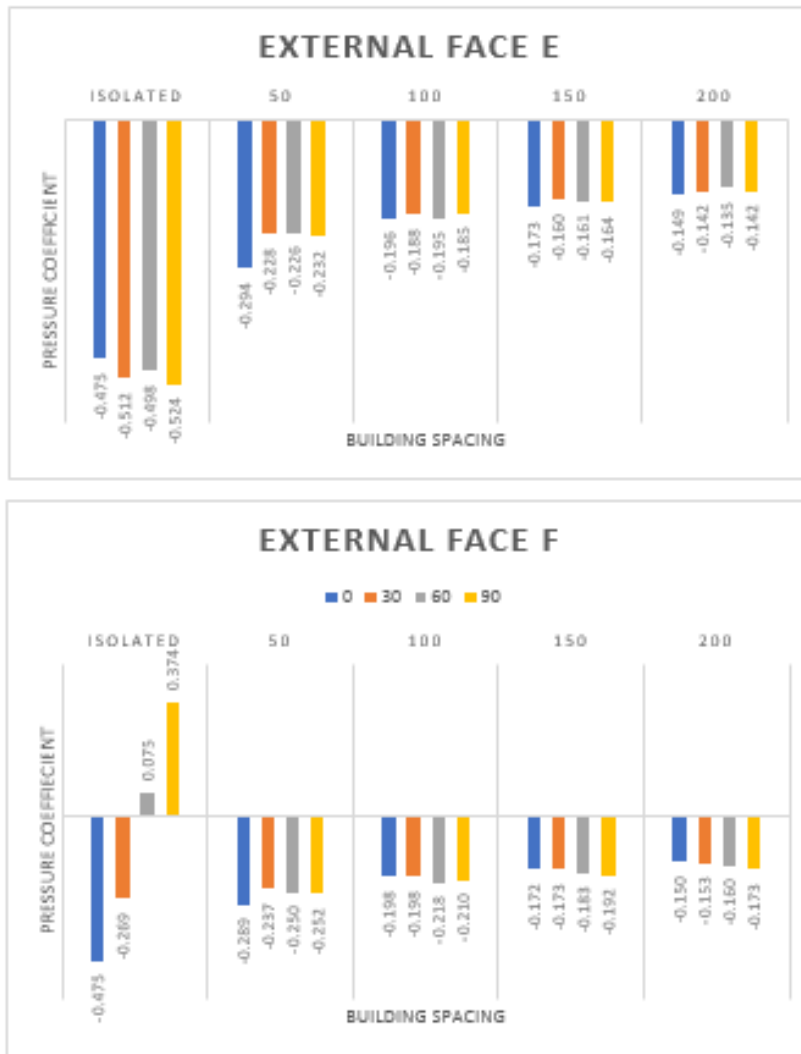 EXTERNAL FACE E
ISOLATED 50 100 150 200
PRESSURE COEFFICIENT
-0.475 -0.512 -0.498 -0.524
-0.294 -0.228 -0.226 -0.232
-0.196 -0.188 -0.195 -0.185
-0.173 -0.160 -0.161 -0.164
-0.149 -0.142 -0.135 -0.142
BUILDING SPACING
EXTERNAL FACE F
0 30 60 90
ISOLATED 50 100 150 200
PRESSURE COEFFIECIENT
-0.475 -0.269 0.075 0.374
-0.289 -0.237 -0.250 -0.252
-0.198 -0.198 -0.218 -0.210
-0.172 -0.173 -0.183 -0.192
-0.150 -0.153 -0.160 -0.173
BUILDING SPACING